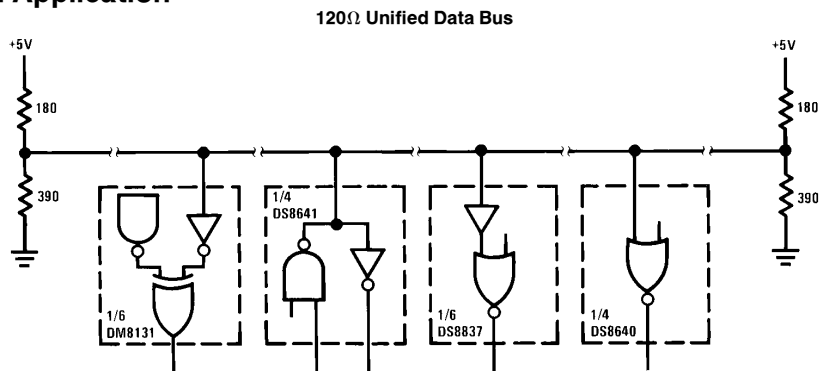 Application
120Ω Unified Data Bus
+5V
+5V
180
180
390
390
1/6
DM8131
1/4
DS8641
1/6
DS8837
1/4
DS8640